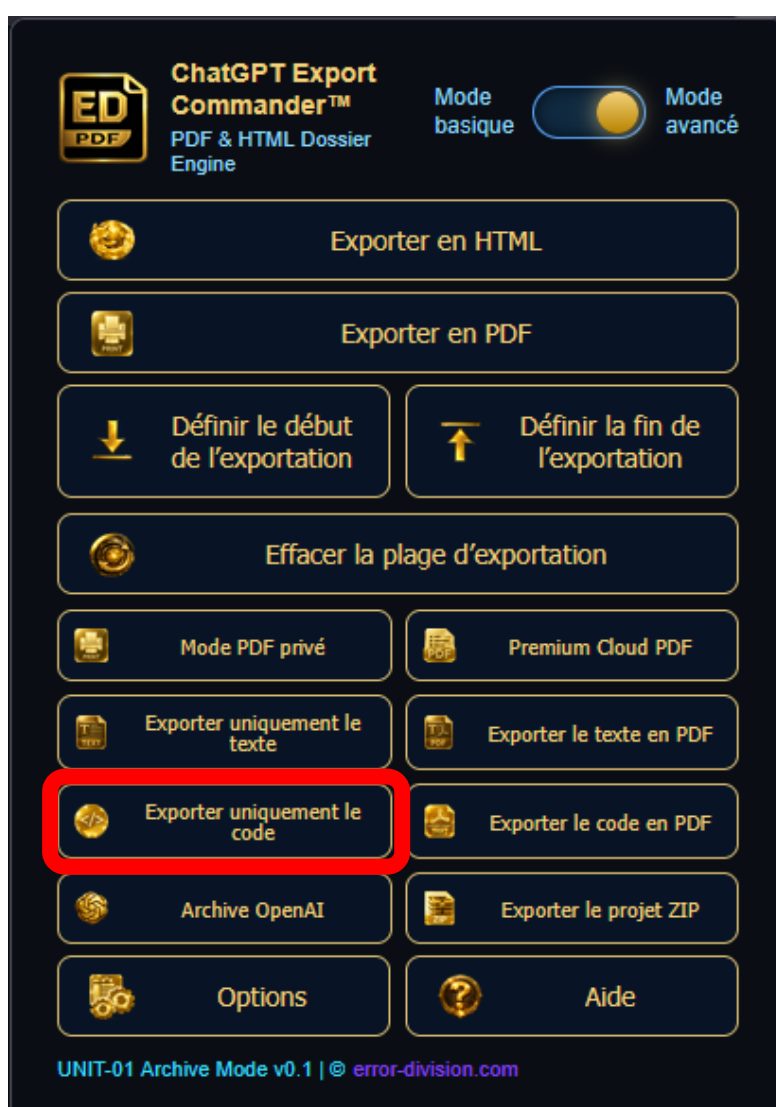 ChatGPT Export
Commander™
PDF & HTML Dossier
Engine
ED
PDF
Mode
basique
Mode
avancé
Exporter en HTML
PRINT
Exporter en PDF
Définir le début
de l’exportation
Définir la fin de
l’exportation
Effacer la plage d’exportation
Mode PDF privé
PDF
Premium Cloud PDF
TEXT
Exporter uniquement le
texte
PDF
Exporter le texte en PDF
</>
Exporter uniquement le
code
Exporter le code en PDF
Archive OpenAI
ZIP
Exporter le projet ZIP
Options
?
Aide
UNIT-01 Archive Mode v0.1 | © error-division.com